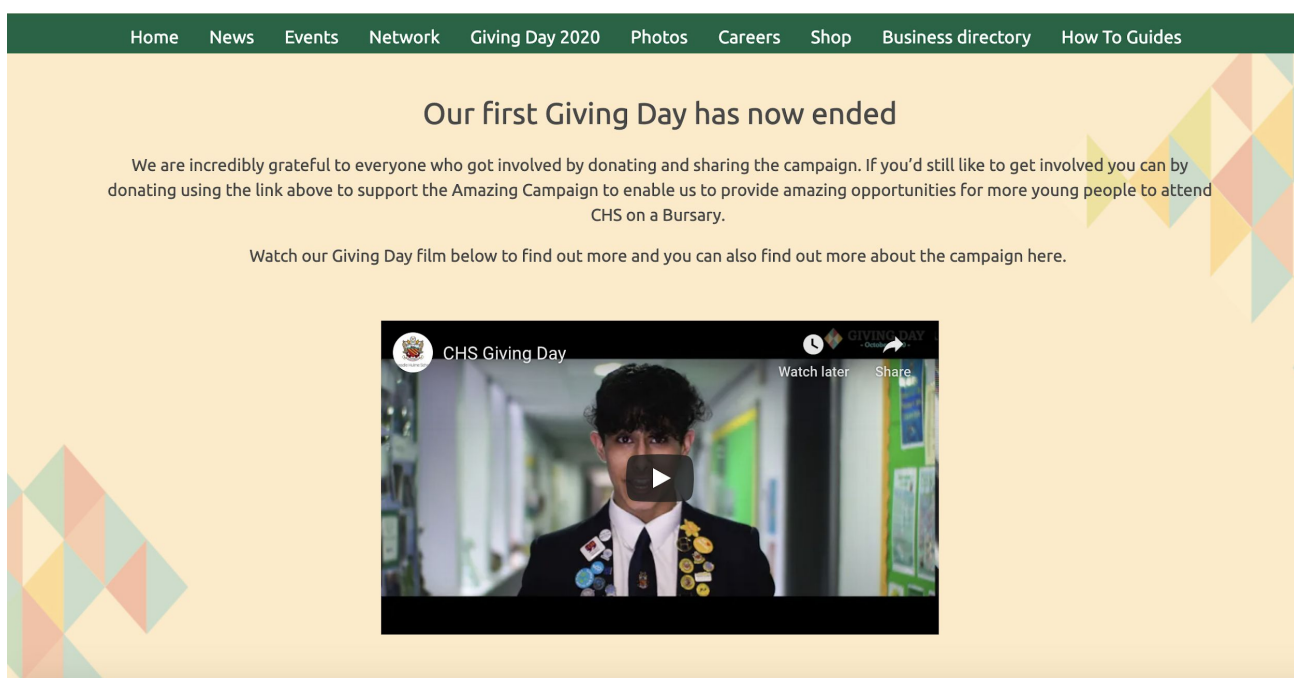 Home News Events Network Giving Day 2020 Photos Careers Shop Business directory How To Guides
Our first Giving Day has now ended
We are incredibly grateful to everyone who got involved by donating and sharing the campaign. If you’d still like to get involved you can by
donating using the link above to support the Amazing Campaign to enable us to provide amazing opportunities for more young people to attend
CHS on a Bursary.
Watch our Giving Day film below to find out more and you can also find out more about the campaign here.
GIVING DAY
CHS Giving Day
Watch later Share